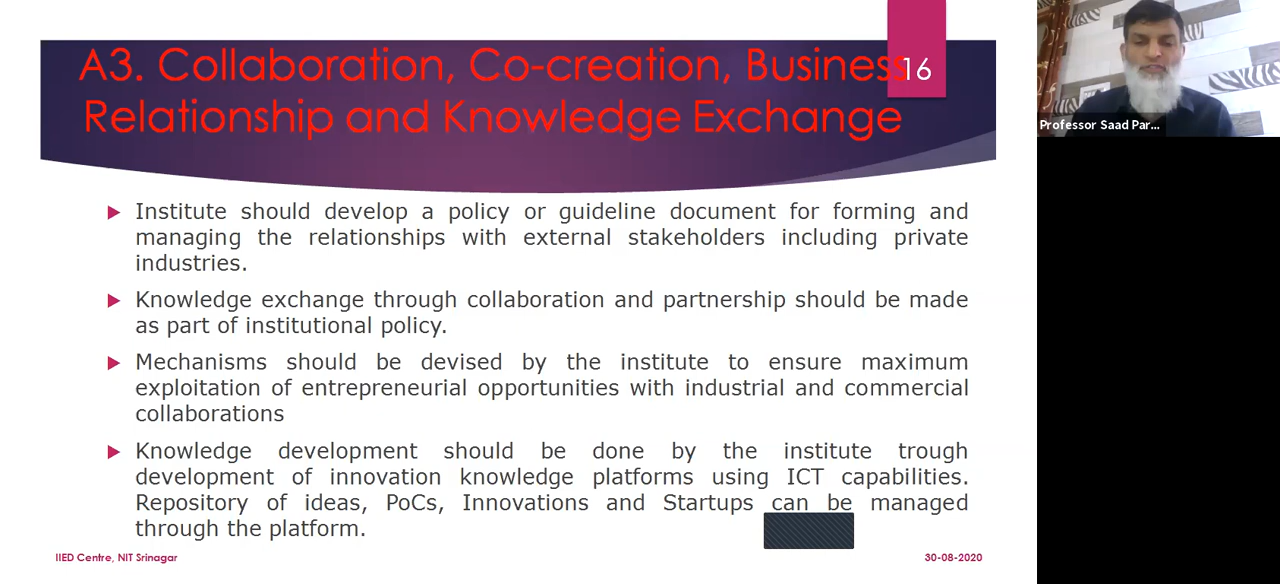 A3. Collaboration, Co-creation, Business
Relationship and Knowledge Exchange
16
Professor Saad Par...
Institute should develop a policy or guideline document for forming and
managing the relationships with external stakeholders including private
industries.
Knowledge exchange through collaboration and partnership should be made
as part of institutional policy.
Mechanisms should be devised by the institute to ensure maximum
exploitation of entrepreneurial opportunities with industrial and commercial
collaborations
Knowledge development should be done by the institute trough
development of innovation knowledge platforms using ICT capabilities.
Repository of ideas, PoCs, Innovations and Startups can be managed
through the platform.
IIED Centre, NIT Srinagar
30-08-2020